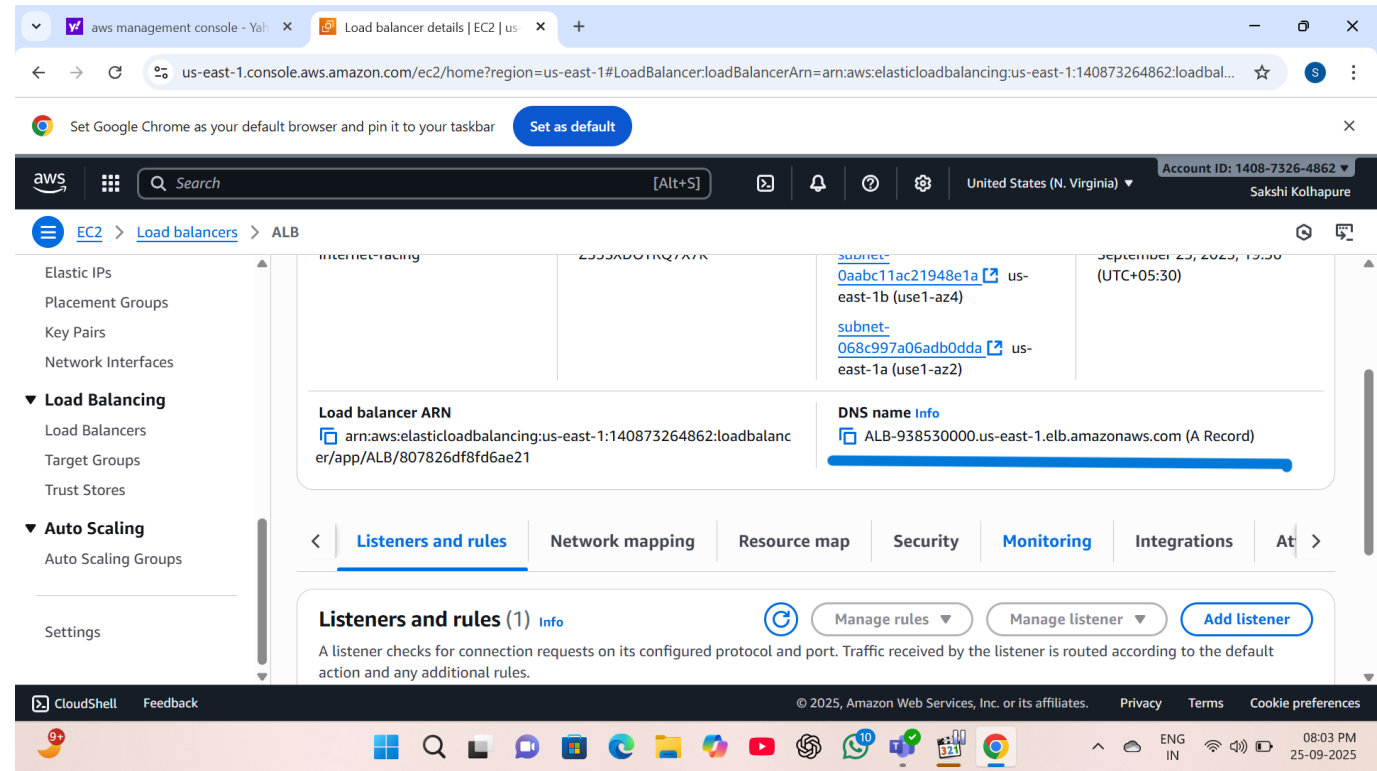 aws management console - Yah
Load balancer details | EC2 | us-
us-east-1.console.aws.amazon.com/ec2/home?region=us-east-1#LoadBalancer:loadBalancerArn=arn:aws:elasticloadbalancing:us-east-1:140873264862:loadbal...
S
Set Google Chrome as your default browser and pin it to your taskbar
Set as default
aws
Search
[Alt+S]
United States (N. Virginia)
Account ID: 1408-7326-4862
Sakshi Kolhapure
EC2 > Load balancers > ALB
Elastic IPs
Placement Groups
Key Pairs
Network Interfaces
Load Balancing
Load Balancers
Target Groups
Trust Stores
Auto Scaling
Auto Scaling Groups
Settings
Internet-facing
subnet-
0aabc11ac21948e1a us-
east-1b (use1-az4)
subnet-
068c997a06adb0dda us-
east-1a (use1-az2)
(UTC+05:30)
Load balancer ARN
arn:aws:elasticloadbalancing:us-east-1:140873264862:loadbalanc
er/app/ALB/807826df8fd6ae21
DNS name Info
ALB-938530000.us-east-1.elb.amazonaws.com (A Record)
Listeners and rules
Network mapping
Resource map
Security
Monitoring
Integrations
Listeners and rules (1) Info
Manage rules
Manage listener
Add listener
A listener checks for connection requests on its configured protocol and port. Traffic received by the listener is routed according to the default
action and any additional rules.
CloudShell
Feedback
© 2025, Amazon Web Services, Inc. or its affiliates.
Privacy
Terms
Cookie preferences
9+
10
321
ENG
IN
08:03 PM
25-09-2025